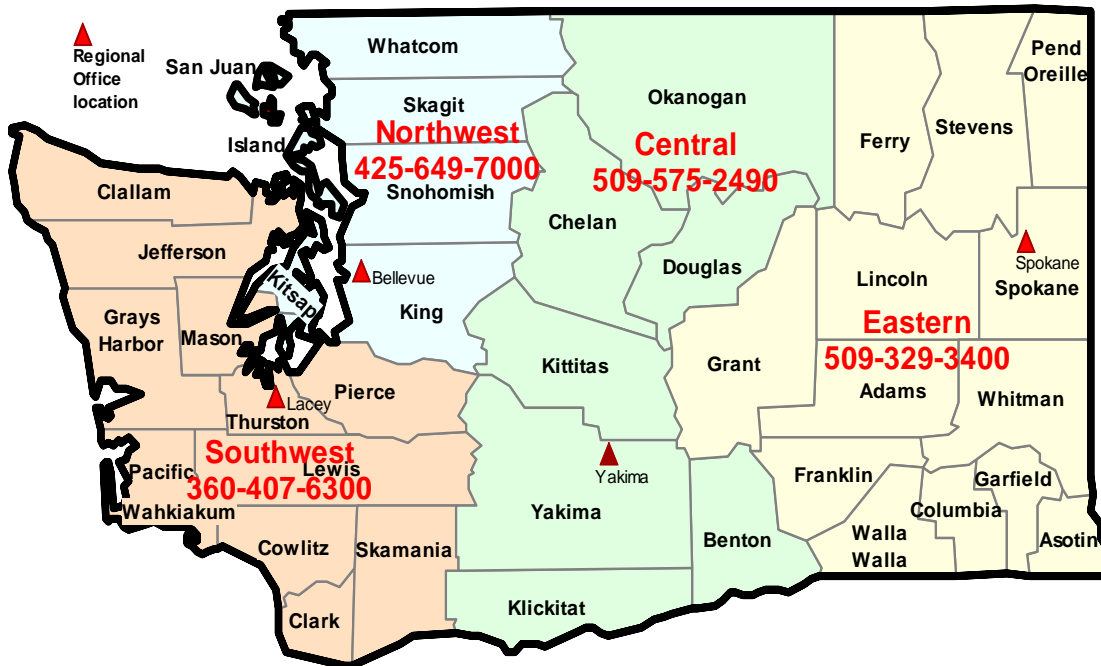 Regional
Office
location
San Juan
Island
Whatcom
Skagit
Northwest
425-649-7000
Snohomish
King
Bellevue
Kitsap
Okanogan
Central
509-575-2490
Chelan
Douglas
Kittitas
Yakima
Yakima
Benton
Klickitat
Pend
Oreille
Stevens
Ferry
Lincoln
Spokane
Spokane
Eastern
509-329-3400
Grant
Adams
Whitman
Franklin
Garfield
Columbia
Walla
Walla
Asotin
Clallam
Jefferson
Grays
Harbor
Mason
Pierce
Lacey
Thurston
Southwest
360-407-6300
Lewis
Pacific
Wahkiakum
Cowlitz
Skamania
Clark